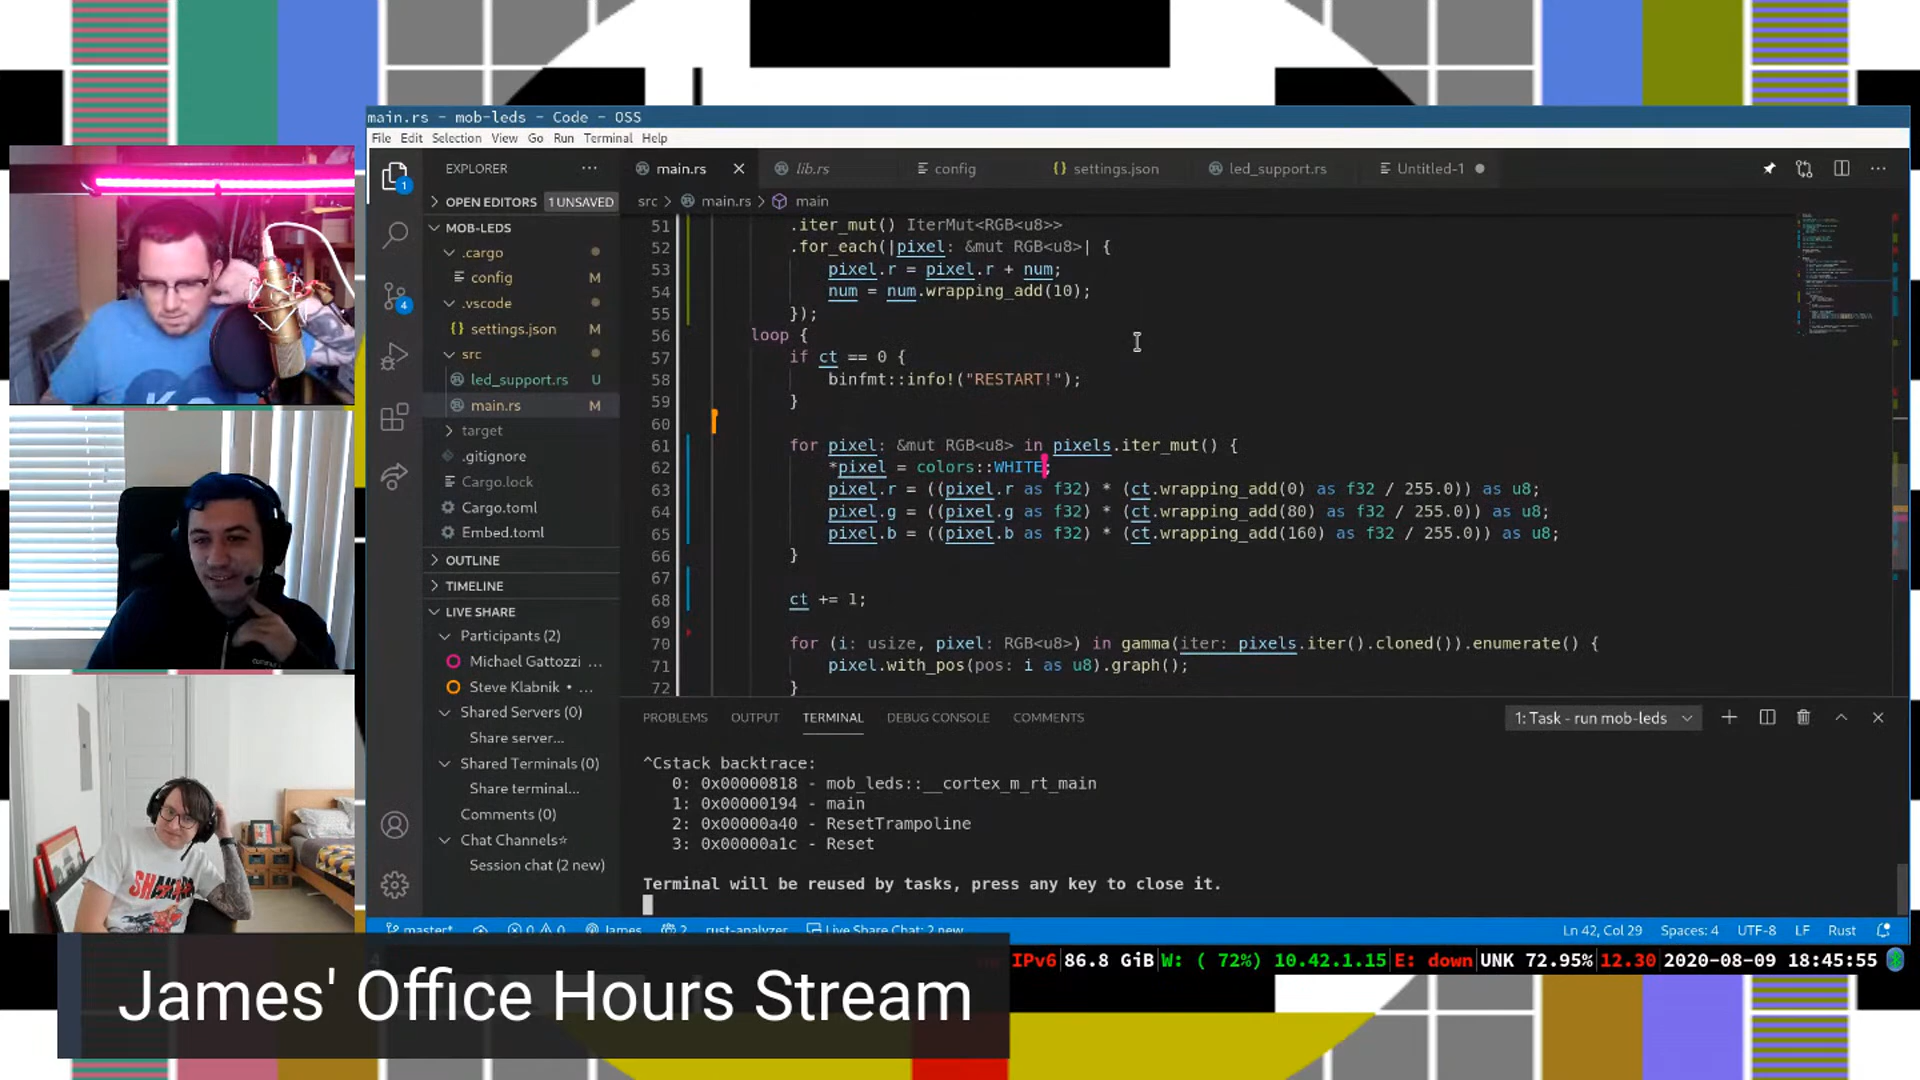 main.rs - mob-leds - Code - OSS
File Edit Selection View Go Run Terminal Help
EXPLORER
main.rs
lib.rs
config
settings.json
led_support.rs
Untitled-1
1
OPEN EDITORS 1 UNSAVED
src > main.rs > main
MOB-LEDS
.cargo
config M
.vscode
settings.json M
src
led_support.rs U
main.rs M
target
.gitignore
Cargo.lock
Cargo.toml
Embed.toml
OUTLINE
TIMELINE
LIVE SHARE
Participants (2)
Michael Gattozzi ...
Steve Klabnik • ...
Shared Servers (0)
Share server...
Shared Terminals (0)
Share terminal...
Comments (0)
Chat Channels☆
Session chat (2 new)
4
51 .iter_mut() IterMut<RGB<u8>>
52 .for_each(|pixel: &mut RGB<u8>| {
53 pixel.r = pixel.r + num;
54 num = num.wrapping_add(10);
55 });
56 loop {
57 if ct == 0 {
58 binfmt::info!("RESTART!");
59 }
60
61 for pixel: &mut RGB<u8> in pixels.iter_mut() {
62 *pixel = colors::WHITE;
63 pixel.r = ((pixel.r as f32) * (ct.wrapping_add(0) as f32 / 255.0)) as u8;
64 pixel.g = ((pixel.g as f32) * (ct.wrapping_add(80) as f32 / 255.0)) as u8;
65 pixel.b = ((pixel.b as f32) * (ct.wrapping_add(160) as f32 / 255.0)) as u8;
66 }
67
68 ct += 1;
69
70 for (i: usize, pixel: RGB<u8>) in gamma(iter: pixels.iter().cloned()).enumerate() {
71 pixel.with_pos(pos: i as u8).graph();
72 }
PROBLEMS OUTPUT TERMINAL DEBUG CONSOLE COMMENTS
1: Task - run mob-leds
^Cstack backtrace:
0: 0x00000818 - mob_leds::__cortex_m_rt_main
1: 0x00000194 - main
2: 0x00000a40 - ResetTrampoline
3: 0x00000a1c - Reset
Terminal will be reused by tasks, press any key to close it.
master* 0 0 James 2 rust-analyzer Live Share Chat: 2 new
Ln 42, Col 29 Spaces: 4 UTF-8 LF Rust
IPv6|86.8 GiB|W: ( 72%) 10.42.1.15|E: down|UNK 72.95%|12.30|2020-08-09 18:45:55
James' Office Hours Stream